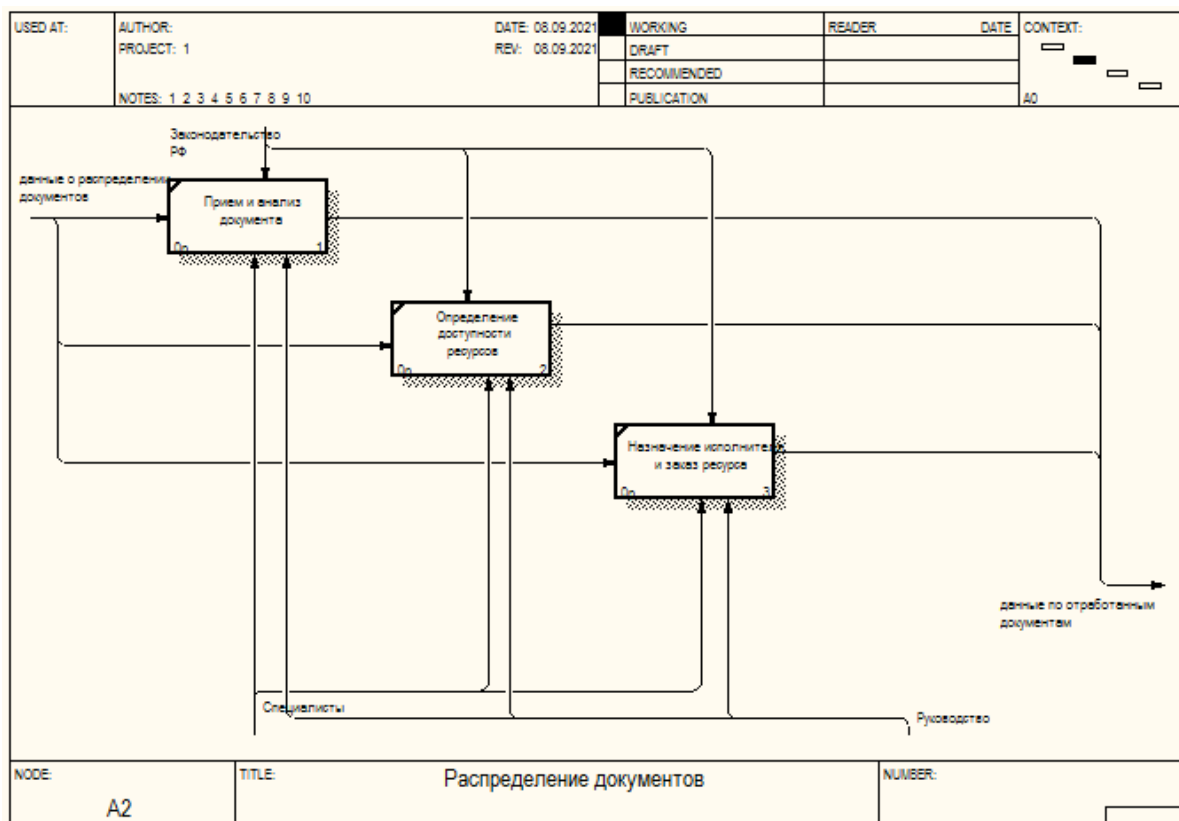 USED AT:
AUTHOR:
DATE: 08.09.2021
WORKING
READER
DATE
CONTEXT:
PROJECT: 1
REV: 08.09.2021
DRAFT
RECOMMENDED
NOTES: 1 2 3 4 5 6 7 8 9 10
PUBLICATION
A0
Законодательство
РФ
данные о распределении
документов
Прием и анализ
документа
0р.
1
Определение
доступности
ресурсов
0р.
2
Назначение исполнителя
и заказ ресурса
0р.
3
данные по отработанным
документам
Специалисты
Руководство
NODE:
A2
TITLE:
Распределение документов
NUMBER: